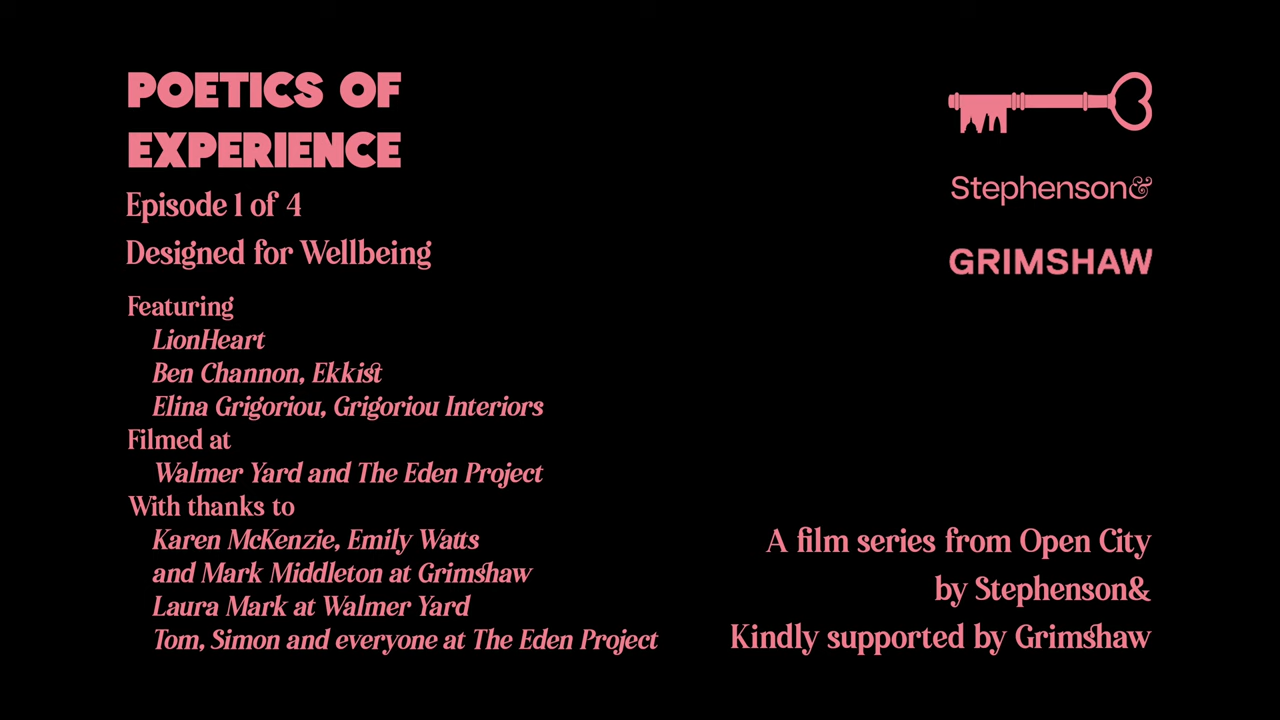 POETICS OF
EXPERIENCE
Episode 1 of 4
Designed for Wellbeing
Featuring
LionHeart
Ben Channon, Ekkist
Elina Grigoriou, Grigoriou Interiors
Filmed at
Walmer Yard and The Eden Project
With thanks to
Karen McKenzie, Emily Watts
and Mark Middleton at Grimshaw
Laura Mark at Walmer Yard
Tom, Simon and everyone at The Eden Project
Stephenson&
GRIMSHAW
A film series from Open City
by Stephenson&
Kindly supported by Grimshaw